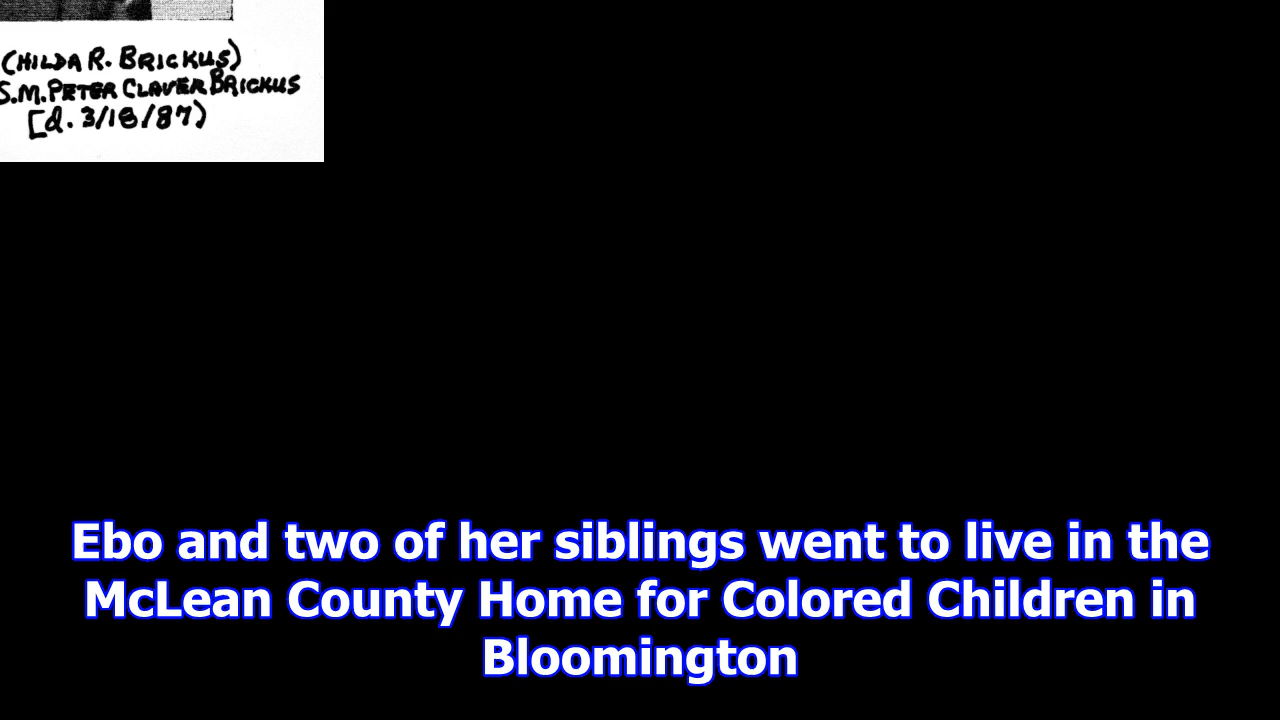 (HILDA R. BRICKUS)
S.M. PETER CLAVER BRICKUS
[d. 3/18/87)
Ebo and two of her siblings went to live in the
McLean County Home for Colored Children in
Bloomington